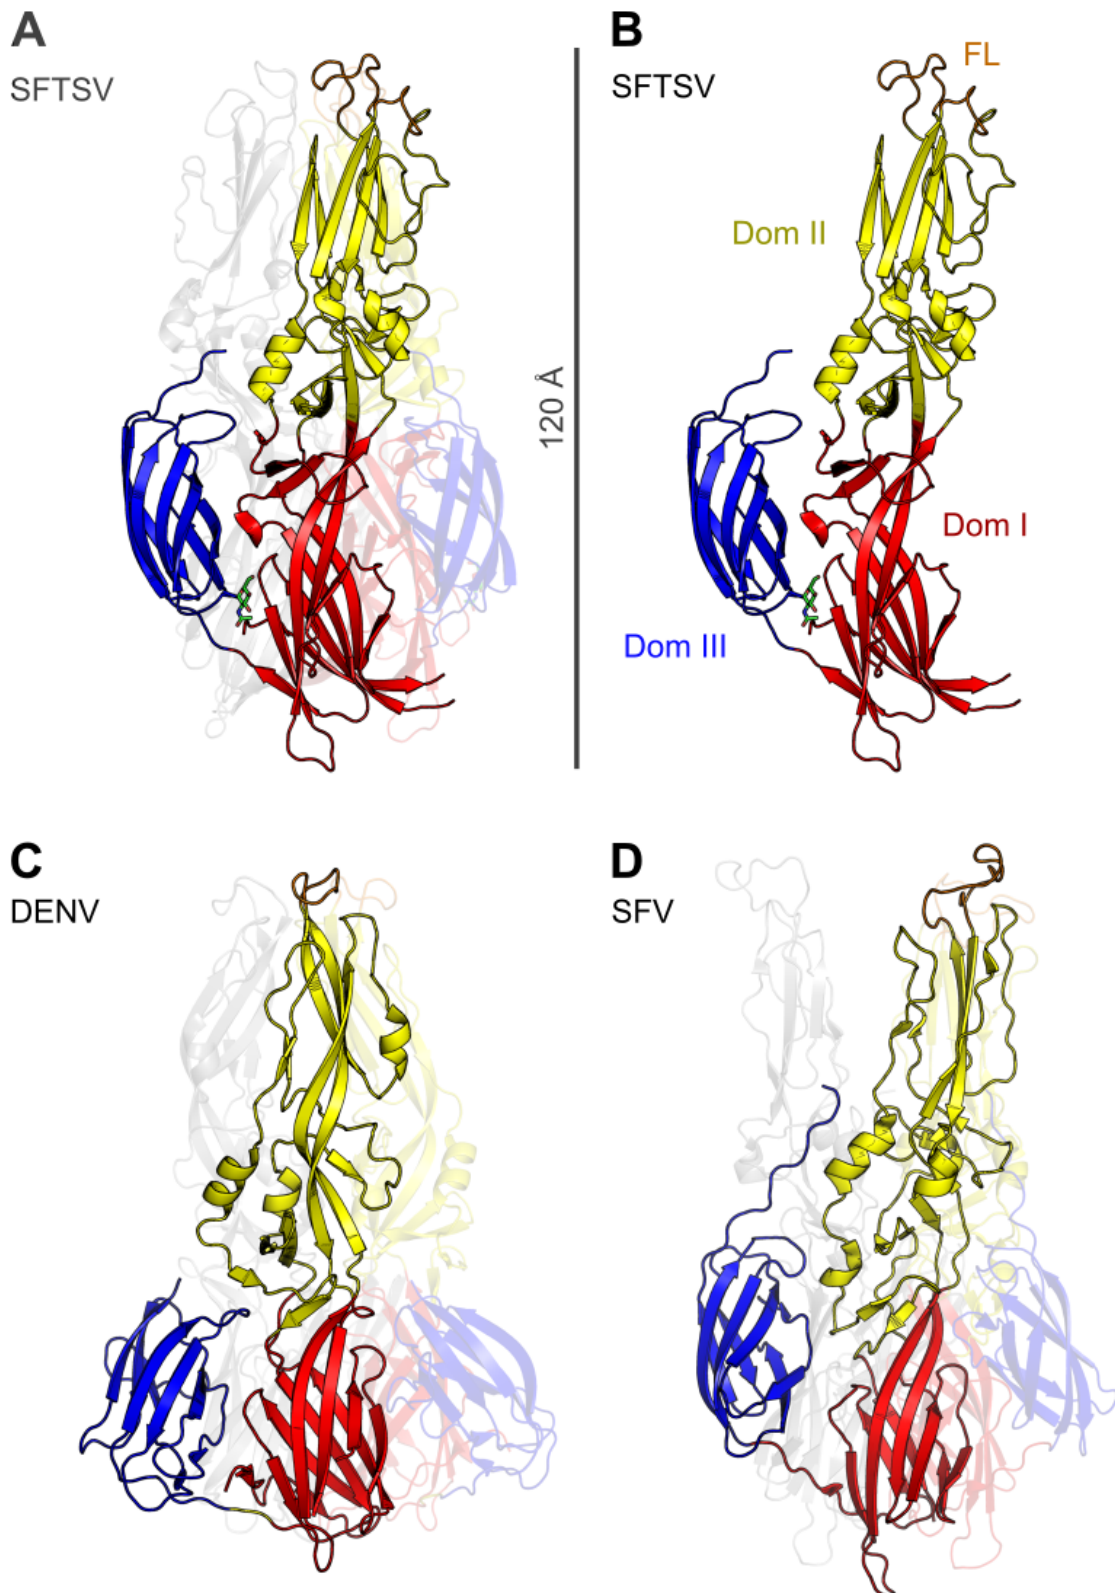 A
SFTSV
120 Å
B
SFTSV
FL
Dom II
Dom I
Dom III
C
DENV
D
SFV